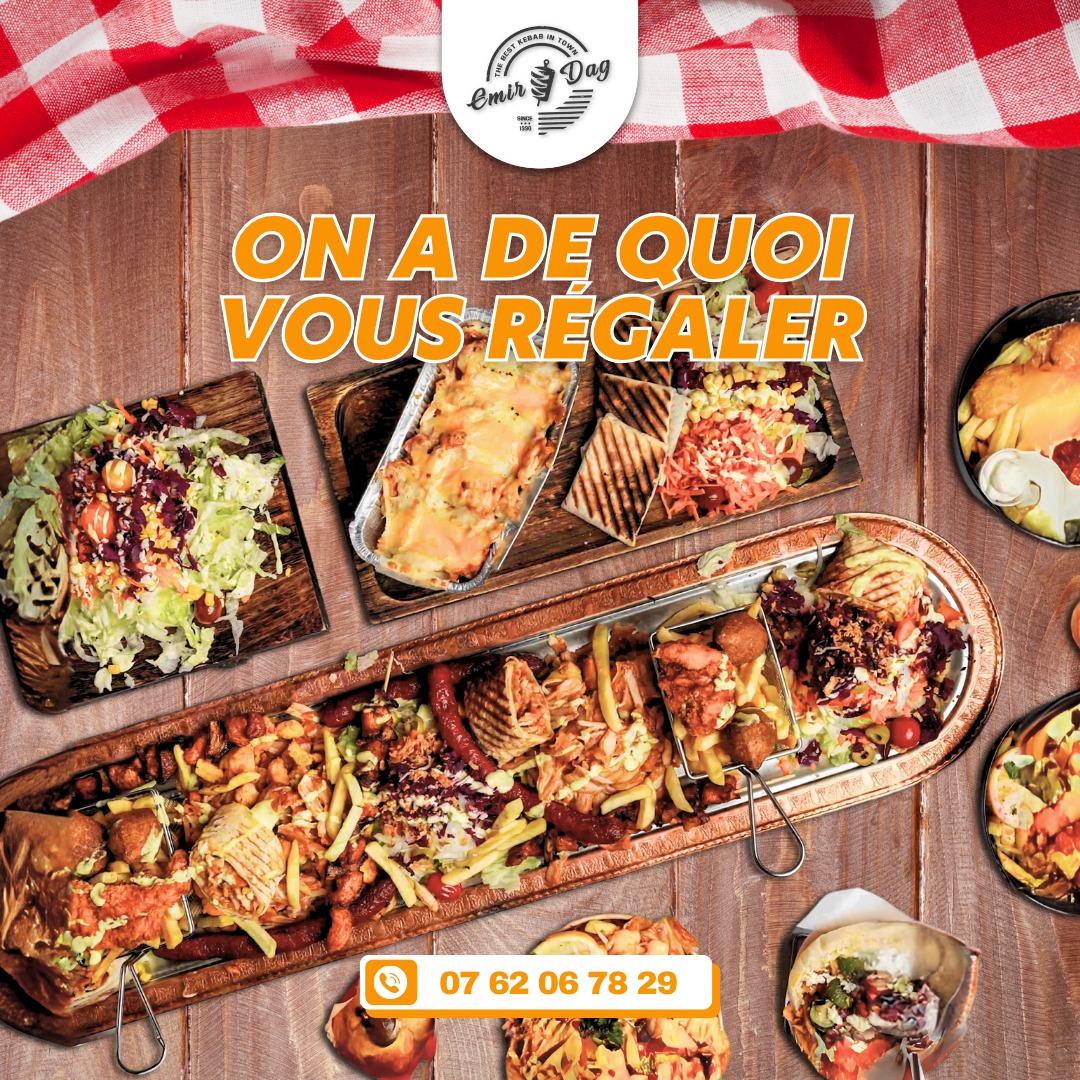 THE BEST KEBAB IN TOWN
Emir Dag
SINCE
1990
ON A DE QUOI
VOUS RÉGALER
07 62 06 78 29